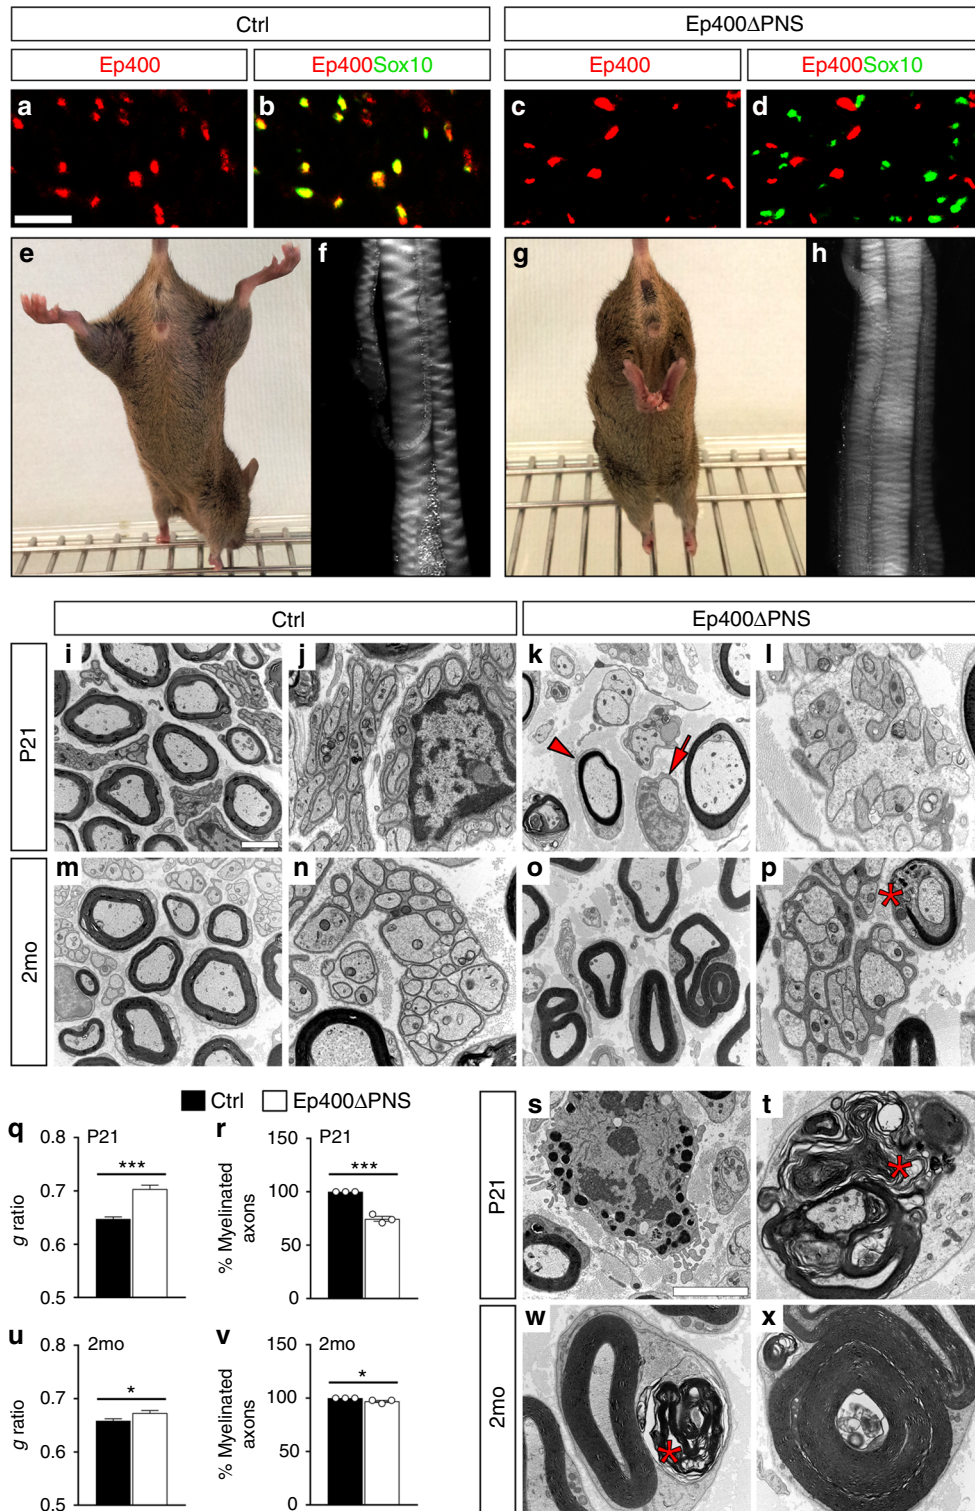 Ctrl
Ep400ΔPNS
Ep400
Ep400Sox10
Ep400
Ep400Sox10
a
b
c
d
e
f
g
h
Ctrl
Ep400ΔPNS
P21
i
j
k
l
2mo
m
n
o
p
Ctrl
Ep400ΔPNS
q
P21
***
g ratio
0.8
0.7
0.6
0.5
r
P21
***
% Myelinated axons
150
100
50
0
P21
s
t
u
2mo
*
g ratio
0.8
0.7
0.6
0.5
v
2mo
*
% Myelinated axons
150
100
50
0
2mo
w
x